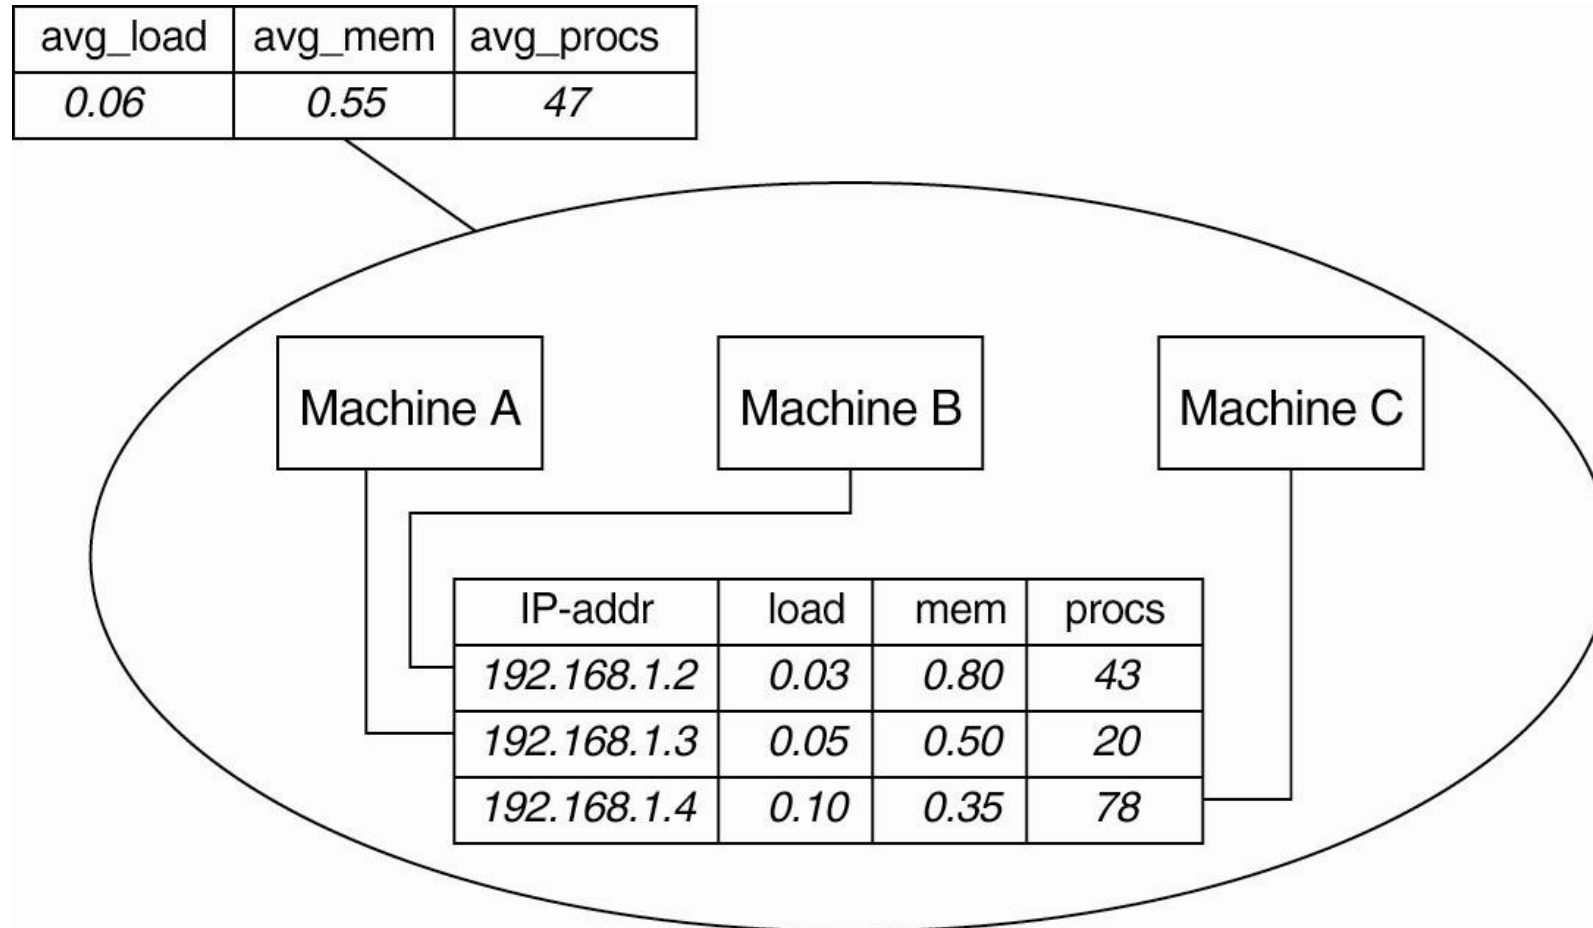 avg_load avg_mem avg_procs
0.06 0.55 47
Machine A Machine B Machine C
IP-addr load mem procs
192.168.1.2 0.03 0.80 43
192.168.1.3 0.05 0.50 20
192.168.1.4 0.10 0.35 78